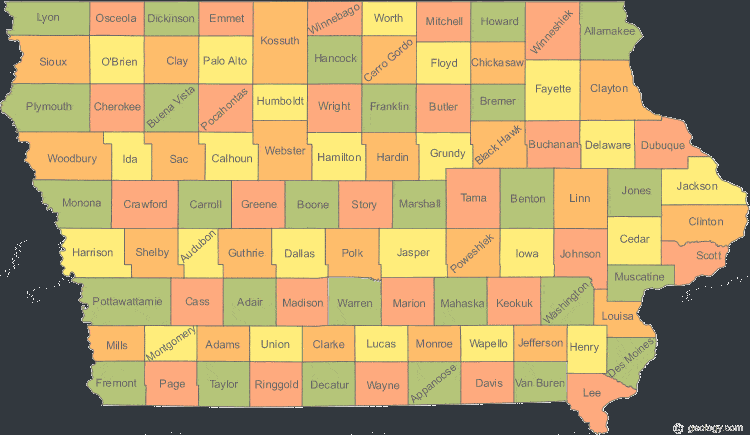 Lyon
Osceola
Dickinson
Emmet
Winnebago
Worth
Mitchell
Howard
Winneshiek
Allamakee
Kossuth
Hancock
Cerro Gordo
Sioux
O'Brien
Clay
Palo Alto
Floyd
Chickasaw
Fayette
Clayton
Plymouth
Cherokee
Buena Vista
Pocahontas
Humboldt
Wright
Franklin
Butler
Bremer
Woodbury
Ida
Sac
Calhoun
Webster
Hamilton
Hardin
Grundy
Black Hawk
Buchanan
Delaware
Dubuque
Monona
Crawford
Carroll
Greene
Boone
Story
Marshall
Tama
Benton
Linn
Jones
Jackson
Clinton
Harrison
Shelby
Audubon
Guthrie
Dallas
Polk
Jasper
Poweshiek
Iowa
Johnson
Cedar
Scott
Muscatine
Pottawattamie
Cass
Adair
Madison
Warren
Marion
Mahaska
Keokuk
Washington
Louisa
Mills
Montgomery
Adams
Union
Clarke
Lucas
Monroe
Wapello
Jefferson
Henry
Des Moines
Fremont
Page
Taylor
Ringgold
Decatur
Wayne
Appanoose
Davis
Van Buren
Lee
© geology.com